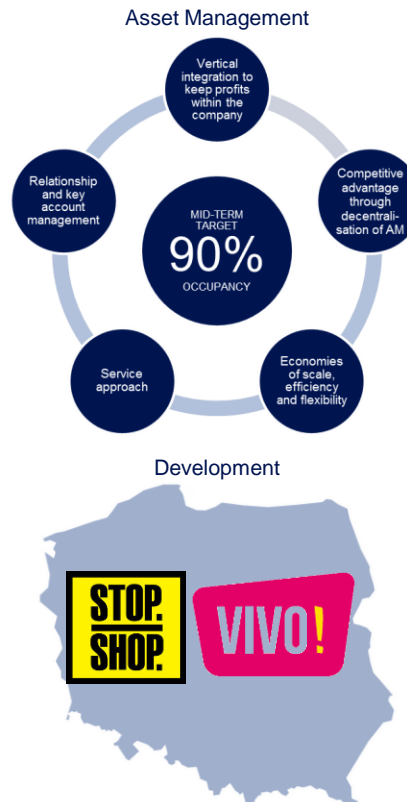 Asset Management
Vertical
integration to
keep profits
within the
company
Relationship
and key
account
management
Competitive
advantage
through
decentrali-
sation of AM
MID-TERM
TARGET
90%
OCCUPANCY
Service
approach
Economies
of scale,
efficiency
and flexibility
Development
STOP.
SHOP.
VIVO!